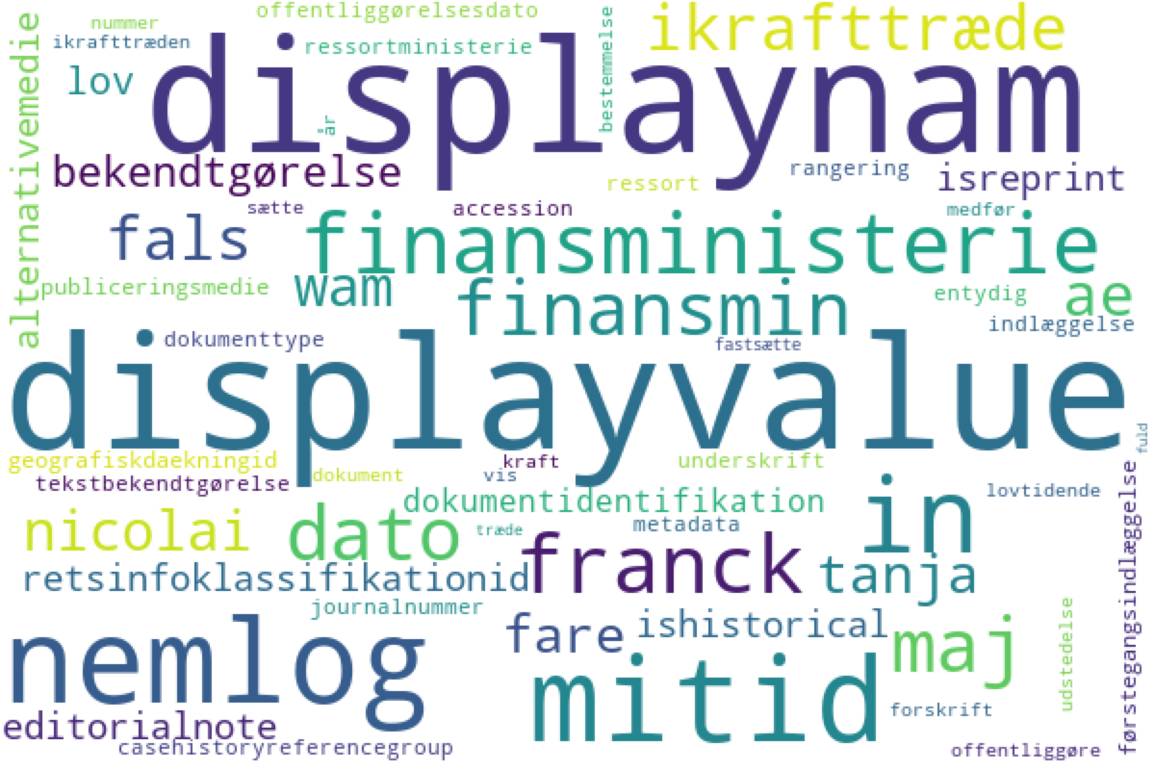 nummer
offentliggørelsesdato
ikrafttræde
ikrafttræden
ressortministerie
bestemmelse
alternativemedie
lov
displaynam
år
bekendtgørelse
rangering
isreprint
ressort
sætte
accession
medfør
fals
finansministerie
publiceringsmedie
wam
finansmin
entydig
ae
indlæggelse
dokumenttype
fastsætte
displayvalue
fuld
geografiskdaekningid
kraft
underskrift
dokument
vis
tekstbekendtgørelse
dokumentidentifikation
in
lovtidende
førstegangsindlæggelse
nicolai
dato
træde
metadata
franck
tanja
retsinfoklassifikationid
journalnummer
fare
ishistorical
maj
udstedelse
nemlog
mitid
editorialnote
forskrift
casehistoryreferencegroup
offentliggøre